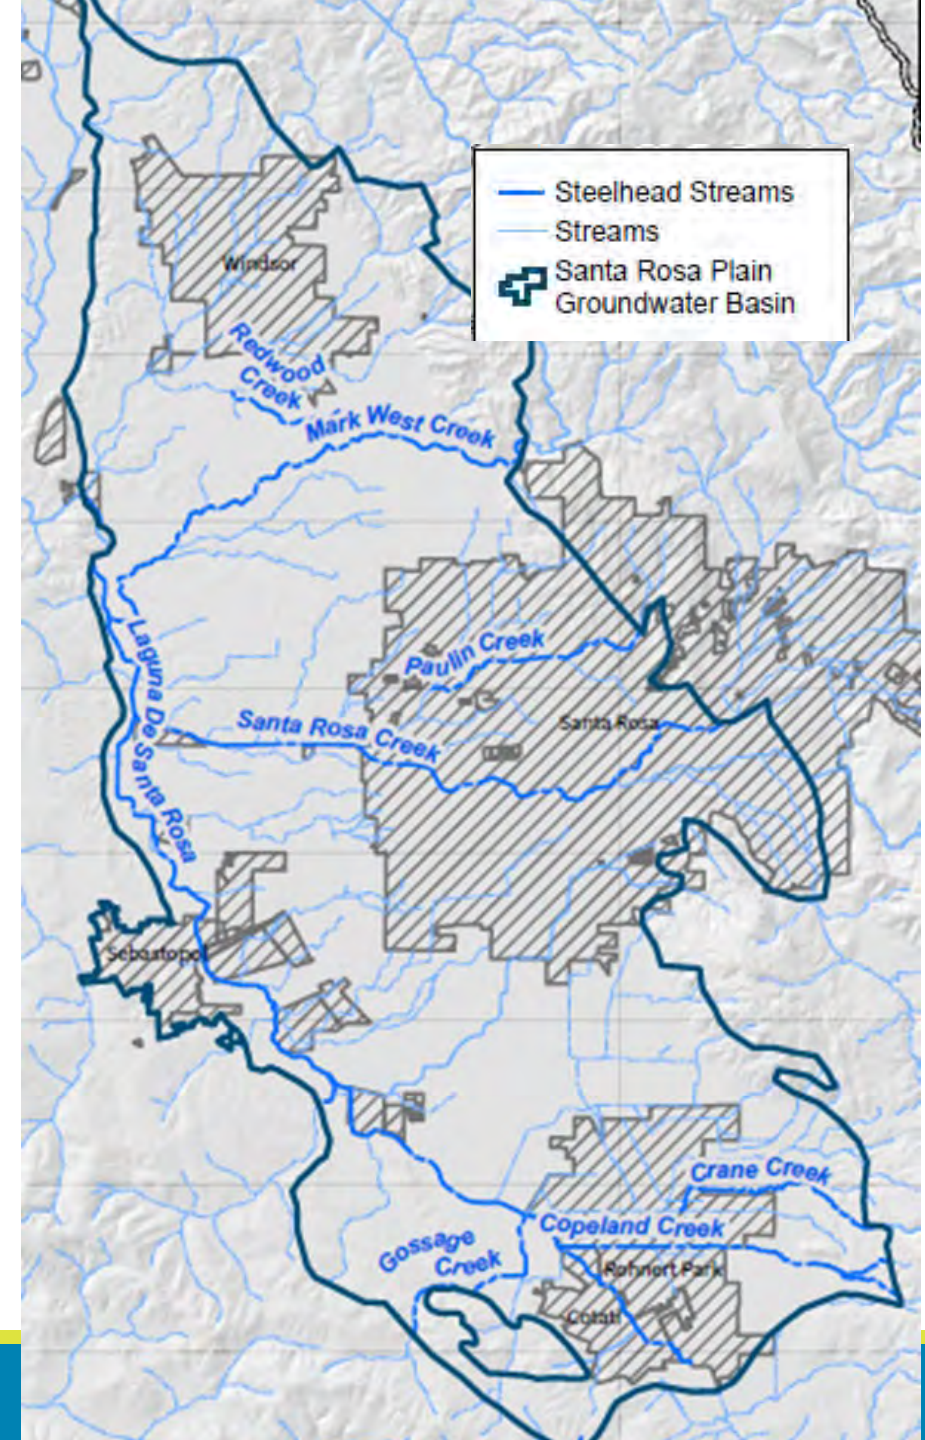 Steelhead Streams
Streams
Santa Rosa Plain
Groundwater Basin
Windsor
Redwood
Creek
Mark West Creek
Laguna De Santa Rosa
Paulin Creek
Santa Rosa Creek
Santa Rosa
Sebastopol
Crane Creek
Copeland Creek
Gossage
Creek
Rohnert Park
Cotati